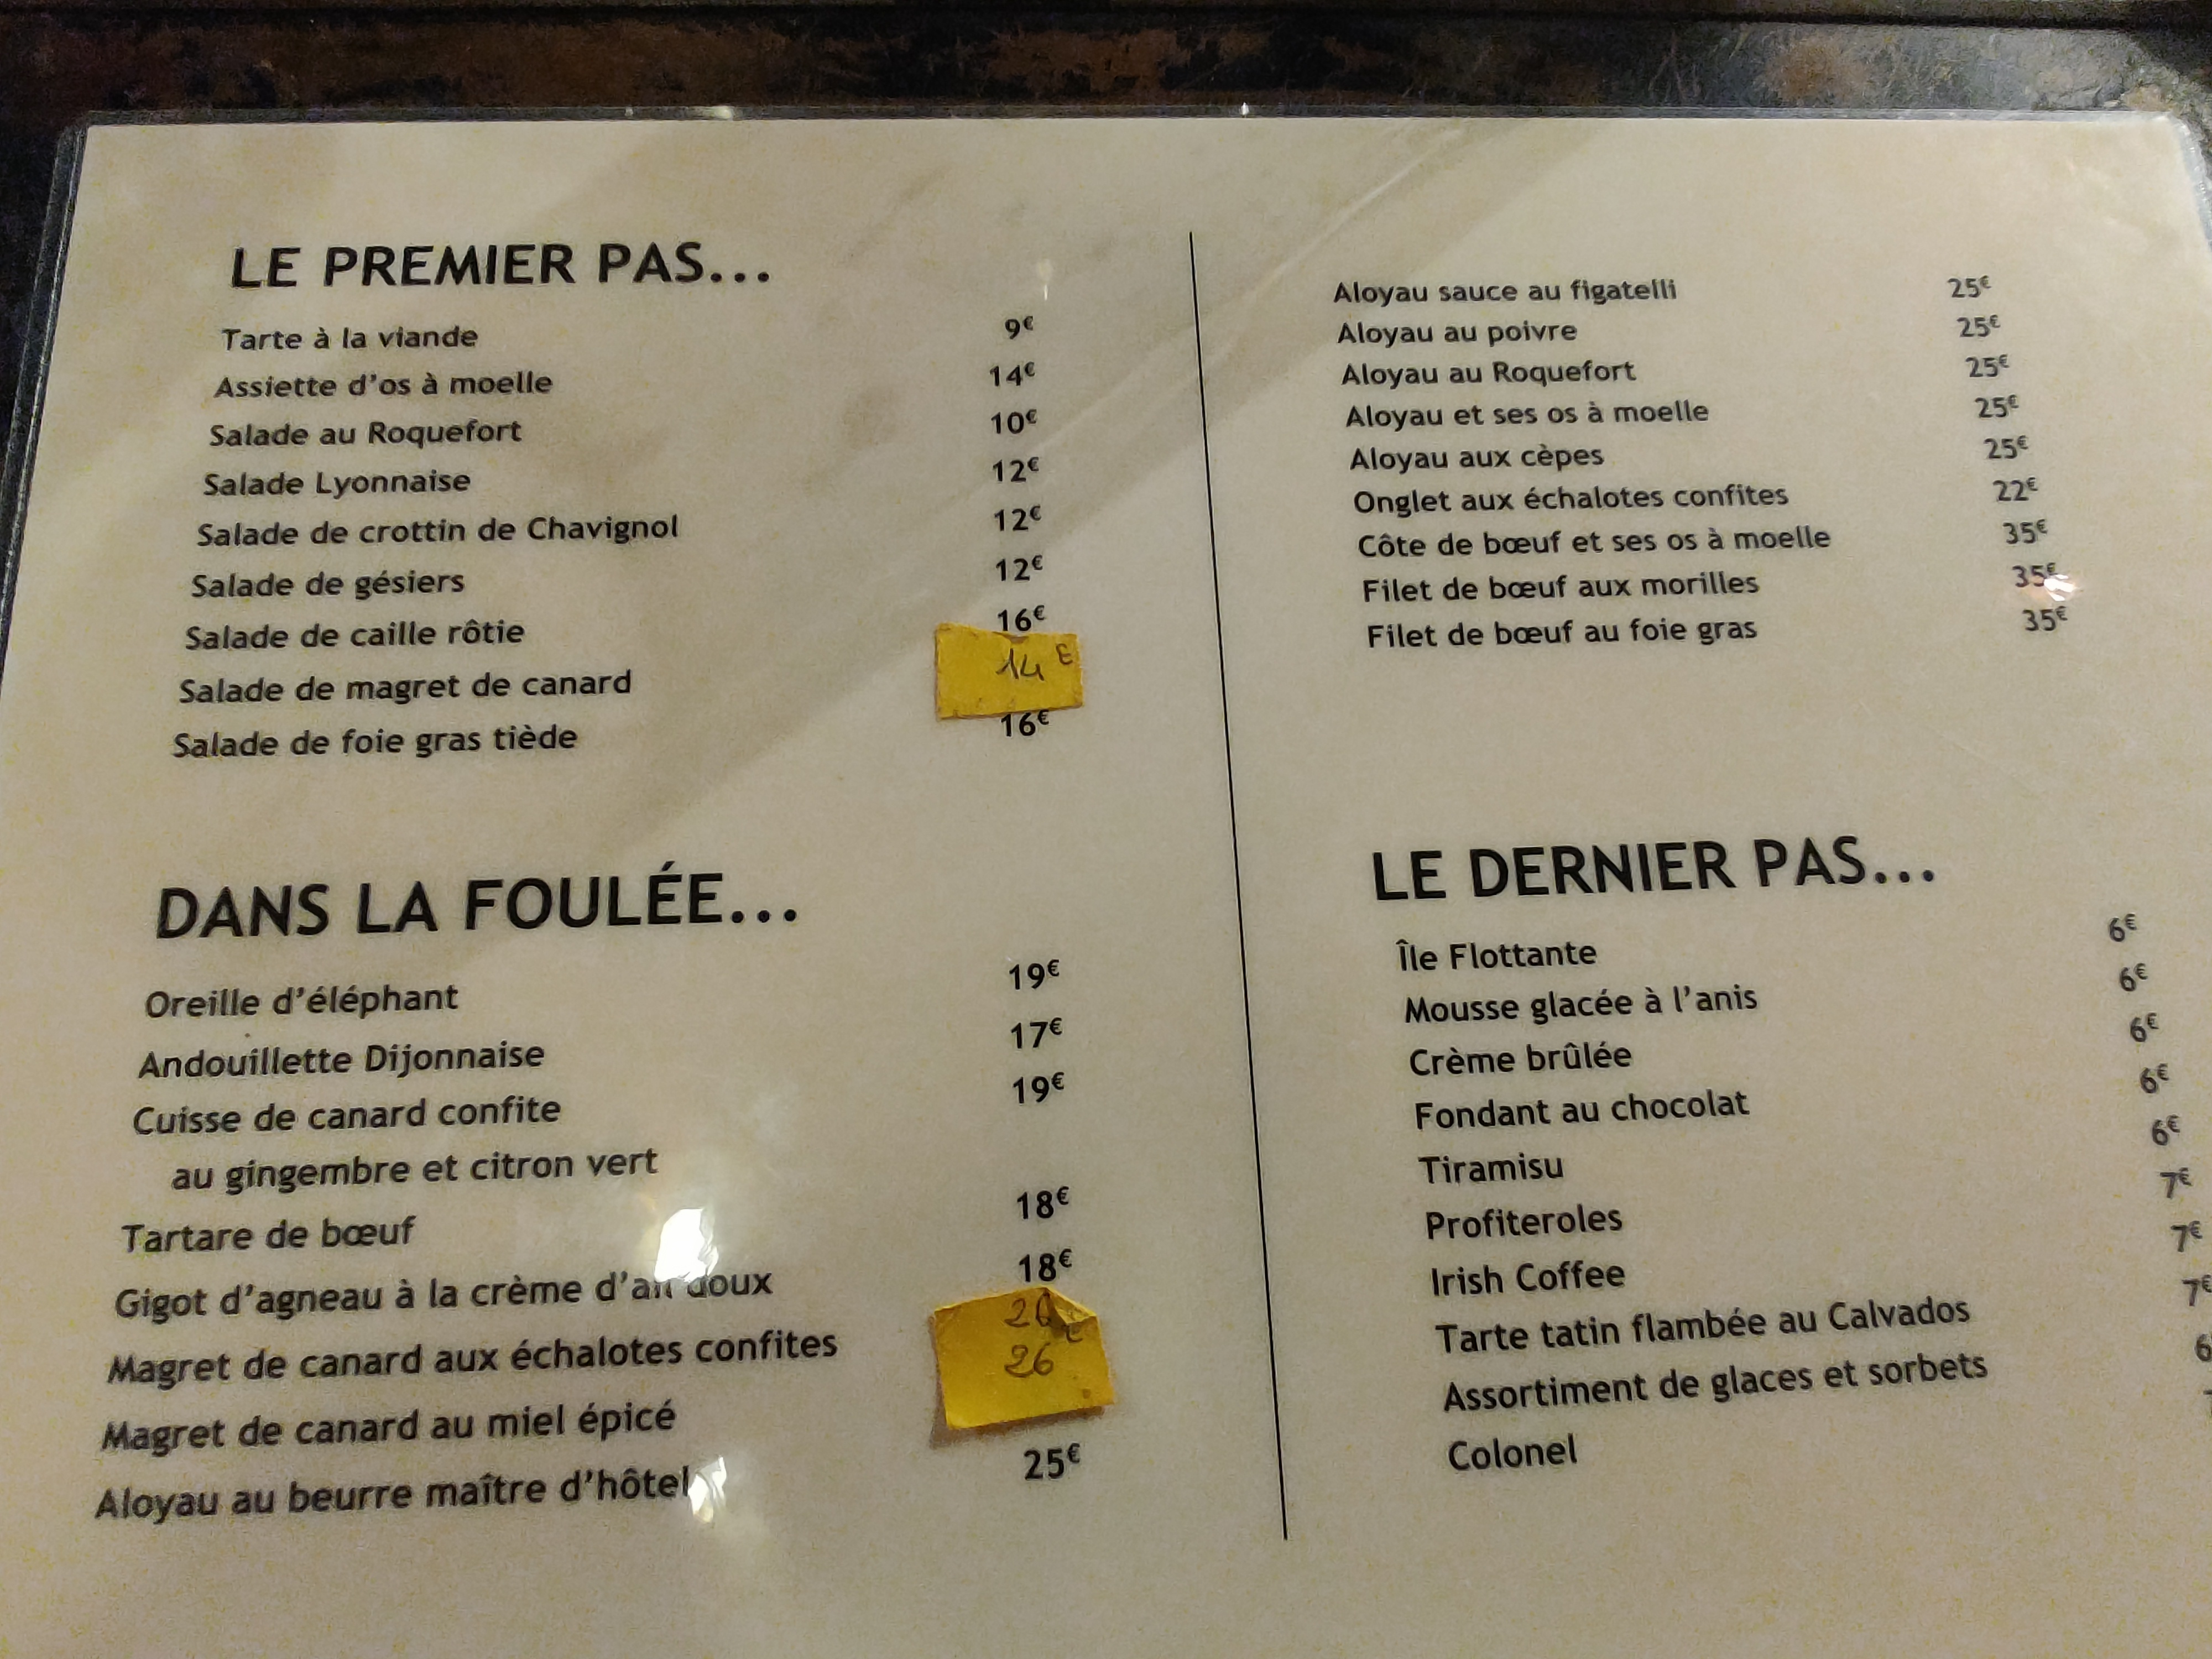 LE PREMIER PAS...
Tarte à la viande 9€
Assiette d'os à moelle 14€
Salade au Roquefort 10€
Salade Lyonnaise 12€
Salade de crottin de Chavignol 12€
Salade de gésiers 12€
Salade de caille rôtie 16€
Salade de magret de canard 14 E
Salade de foie gras tiède 16€
DANS LA FOULÉE...
Oreille d'éléphant 19€
Andouillette Dijonnaise 17€
Cuisse de canard confite 19€
au gingembre et citron vert
Tartare de bœuf 18€
Gigot d'agneau à la crème d'ail doux 18€
Magret de canard aux échalotes confites
Magret de canard au miel épicé 26
Aloyau au beurre maître d'hôtel 25€
Aloyau sauce au figatelli 25€
Aloyau au poivre 25€
Aloyau au Roquefort 25€
Aloyau et ses os à moelle 25€
Aloyau aux cèpes 25€
Onglet aux échalotes confites 22€
Côte de bœuf et ses os à moelle 35€
Filet de bœuf aux morilles 35€
Filet de bœuf au foie gras 35€
LE DERNIER PAS...
Île Flottante 6€
Mousse glacée à l'anis 6€
Crème brûlée 6€
Fondant au chocolat 6€
Tiramisu 6€
Profiteroles 7€
Irish Coffee 7€
Tarte tatin flambée au Calvados 7€
Assortiment de glaces et sorbets 6
Colonel